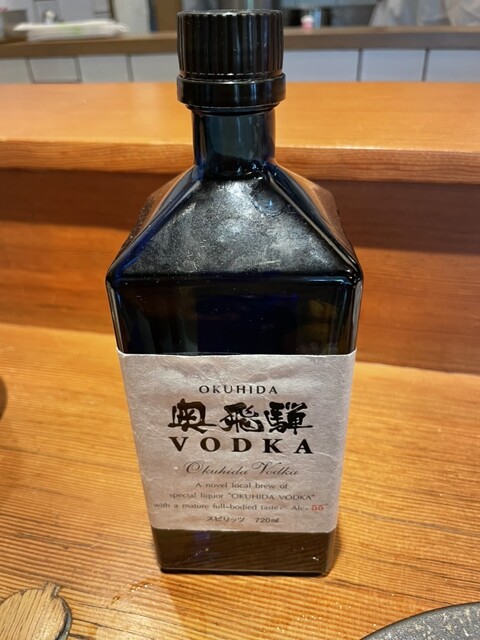 OKUHIDA
奥飛騨
VODKA
Okuhida Vodka
A novel local brew of
special liquor "OKUHIDA VODKA"
with a mature full-bodied taste. Alc. 55
スピリッツ 720ml